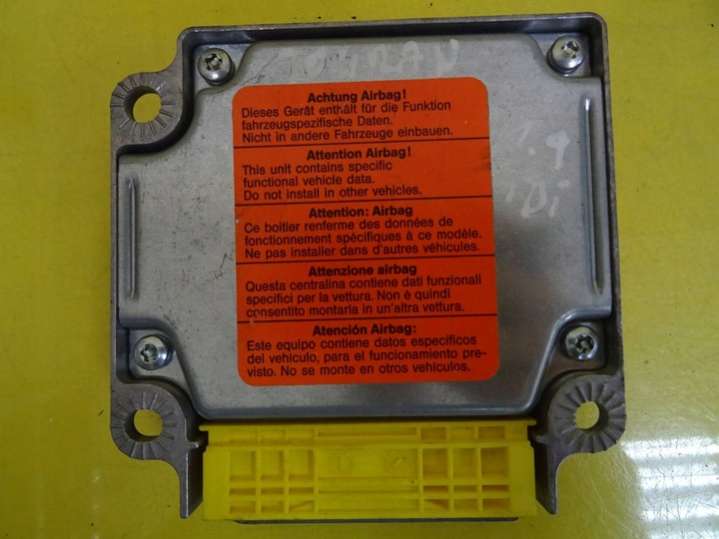 TOURAN
Achtung Airbag!
Dieses Gerät enthält für die Funktion
fahrzeugspezifische Daten.
Nicht in andere Fahrzeuge einbauen.
Attention Airbag!
This unit contains specific
functional vehicle data.
Do not install in other vehicles.
Attention: Airbag
Ce boitier renferme des données de
fonctionnement spécifiques à ce modèle.
Ne pas installer dans d'autres véhicules.
Attenzione airbag
Questa centralina contiene dati funzionali
specifici per la vettura. Non è quindi
consentito montarla in un'altra vettura.
Atención Airbag:
Este equipo contiene datos específicos
del vehículo, para el funcionamiento pre-
visto. No se monte en otros vehículos.
1.9